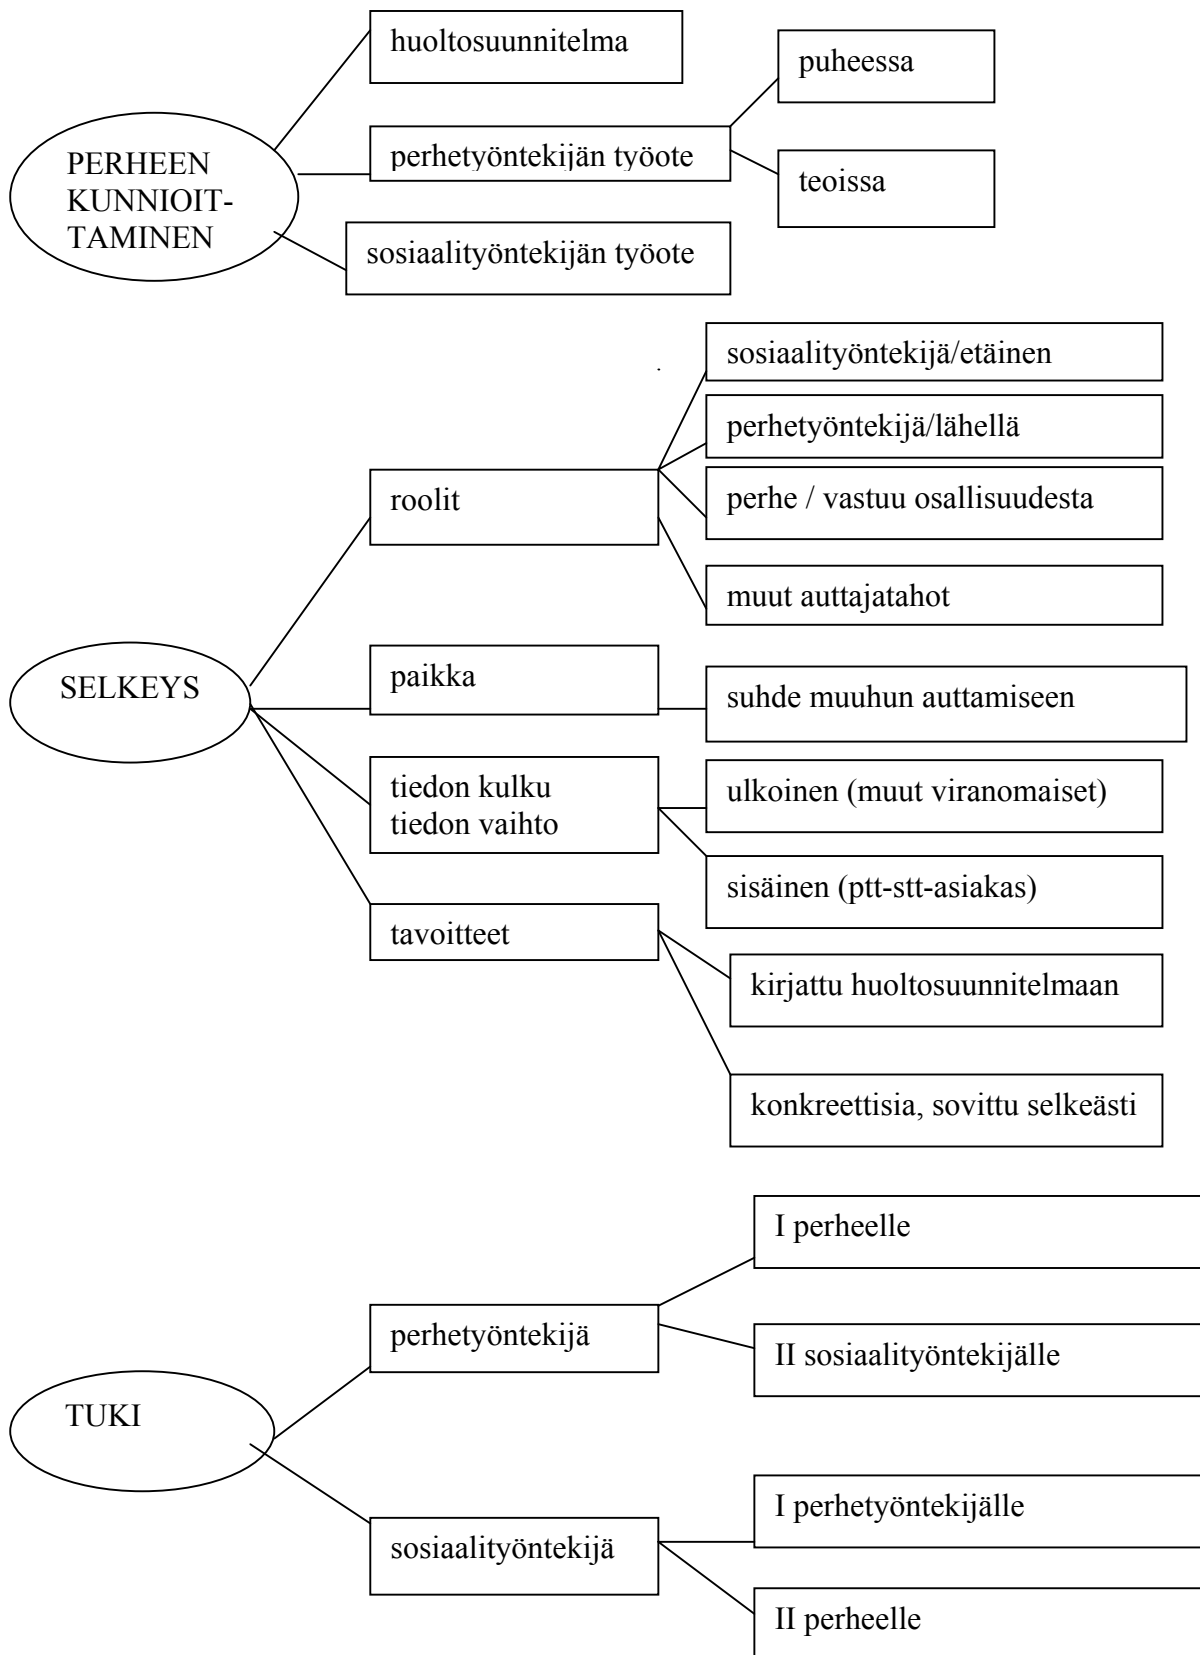 huoltosuunnitelma
puheessa
PERHEEN
KUNNIOIT-
TAMINEN
perhetyöntekijän työote
teoissa
sosiaalityöntekijän työote
sosiaalityöntekijä/etäinen
perhetyöntekijä/lähellä
roolit
perhe / vastuu osallisuudesta
muut auttajatahot
SELKEYS
paikka
suhde muuhun auttamiseen
tiedon kulku
tiedon vaihto
ulkoinen (muut viranomaiset)
sisäinen (ptt-stt-asiakas)
tavoitteet
kirjattu huoltosuunnitelmaan
konkreettisia, sovittu selkeästi
I perheelle
perhetyöntekijä
II sosiaalityöntekijälle
TUKI
I perhetyöntekijälle
sosiaalityöntekijä
II perheelle